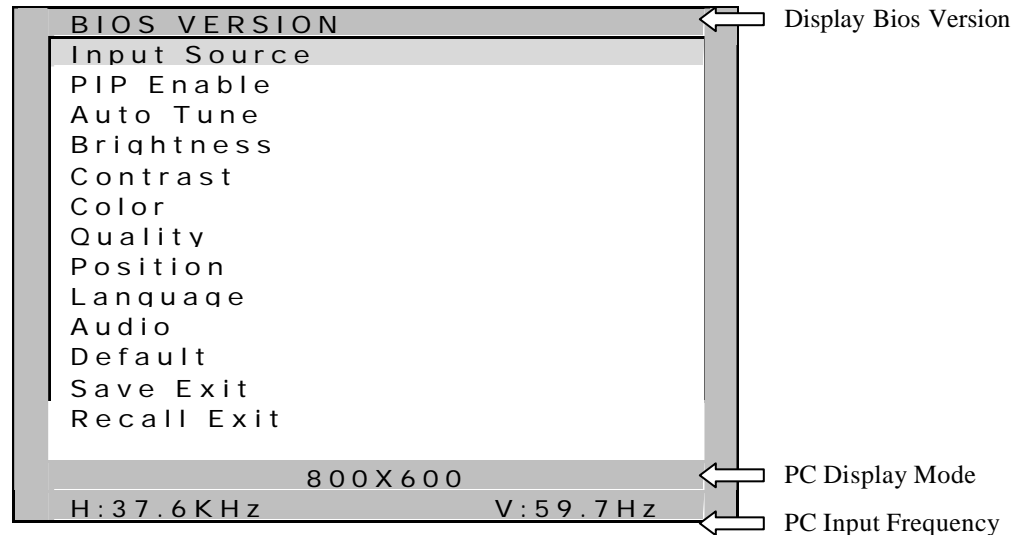 BIOS VERSION
Display Bios Version
Input Source
PIP Enable
Auto Tune
Brightness
Contrast
Color
Quality
Position
Language
Audio
Default
Save Exit
Recall Exit
800X600
PC Display Mode
H:37.6KHz V:59.7Hz
PC Input Frequency